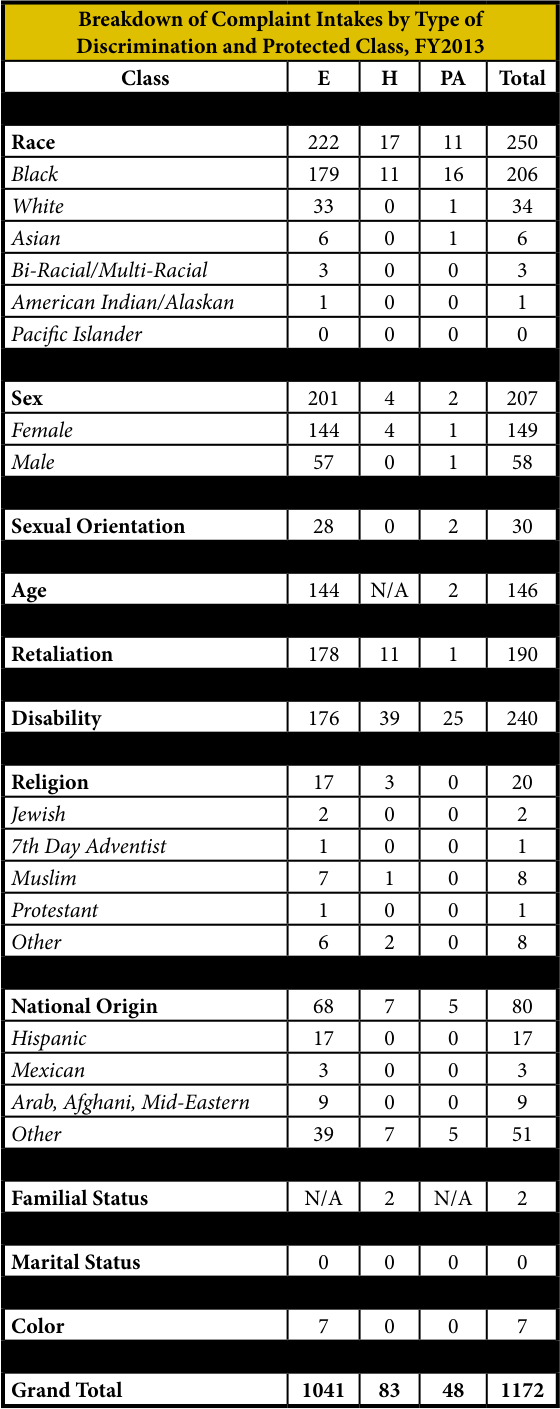 Breakdown of Complaint Intakes by Type of
Discrimination and Protected Class, FY2013
Class E H PA Total
Race 222 17 11 250
Black 179 11 16 206
White 33 0 1 34
Asian 6 0 1 6
Bi-Racial/Multi-Racial 3 0 0 3
American Indian/Alaskan 1 0 0 1
Pacific Islander 0 0 0 0
Sex 201 4 2 207
Female 144 4 1 149
Male 57 0 1 58
Sexual Orientation 28 0 2 30
Age 144 N/A 2 146
Retaliation 178 11 1 190
Disability 176 39 25 240
Religion 17 3 0 20
Jewish 2 0 0 2
7th Day Adventist 1 0 0 1
Muslim 7 1 0 8
Protestant 1 0 0 1
Other 6 2 0 8
National Origin 68 7 5 80
Hispanic 17 0 0 17
Mexican 3 0 0 3
Arab, Afghani, Mid-Eastern 9 0 0 9
Other 39 7 5 51
Familial Status N/A 2 N/A 2
Marital Status 0 0 0 0
Color 7 0 0 7
Grand Total 1041 83 48 1172